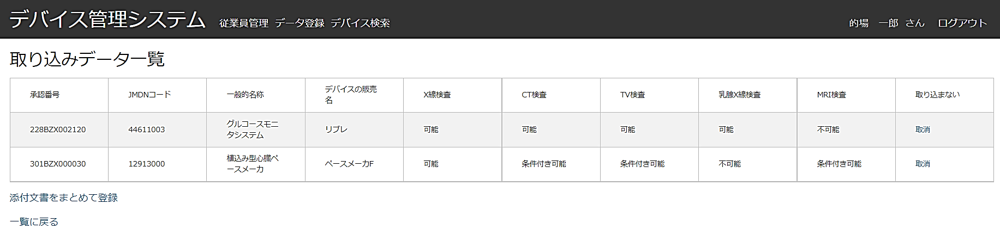 デバイス管理システム 従業員管理 データ登録 デバイス検索 的場 一郎 さん ログアウト
取り込みデータ一覧
承認番号 JMDNコード 一般的名称 デバイスの販売名 X線検査 CT検査 TV検査 乳腺X線検査 MRI検査 取り込まない
228BZX002120 44611003 グルコースモニタシステム リブレ 可能 可能 可能 可能 不可能 取消
301BZX000030 12913000 植込み型心臓ペースメーカ ペースメーカF 可能 条件付き可能 条件付き可能 不可能 条件付き可能 取消
添付文書をまとめて登録
一覧に戻る